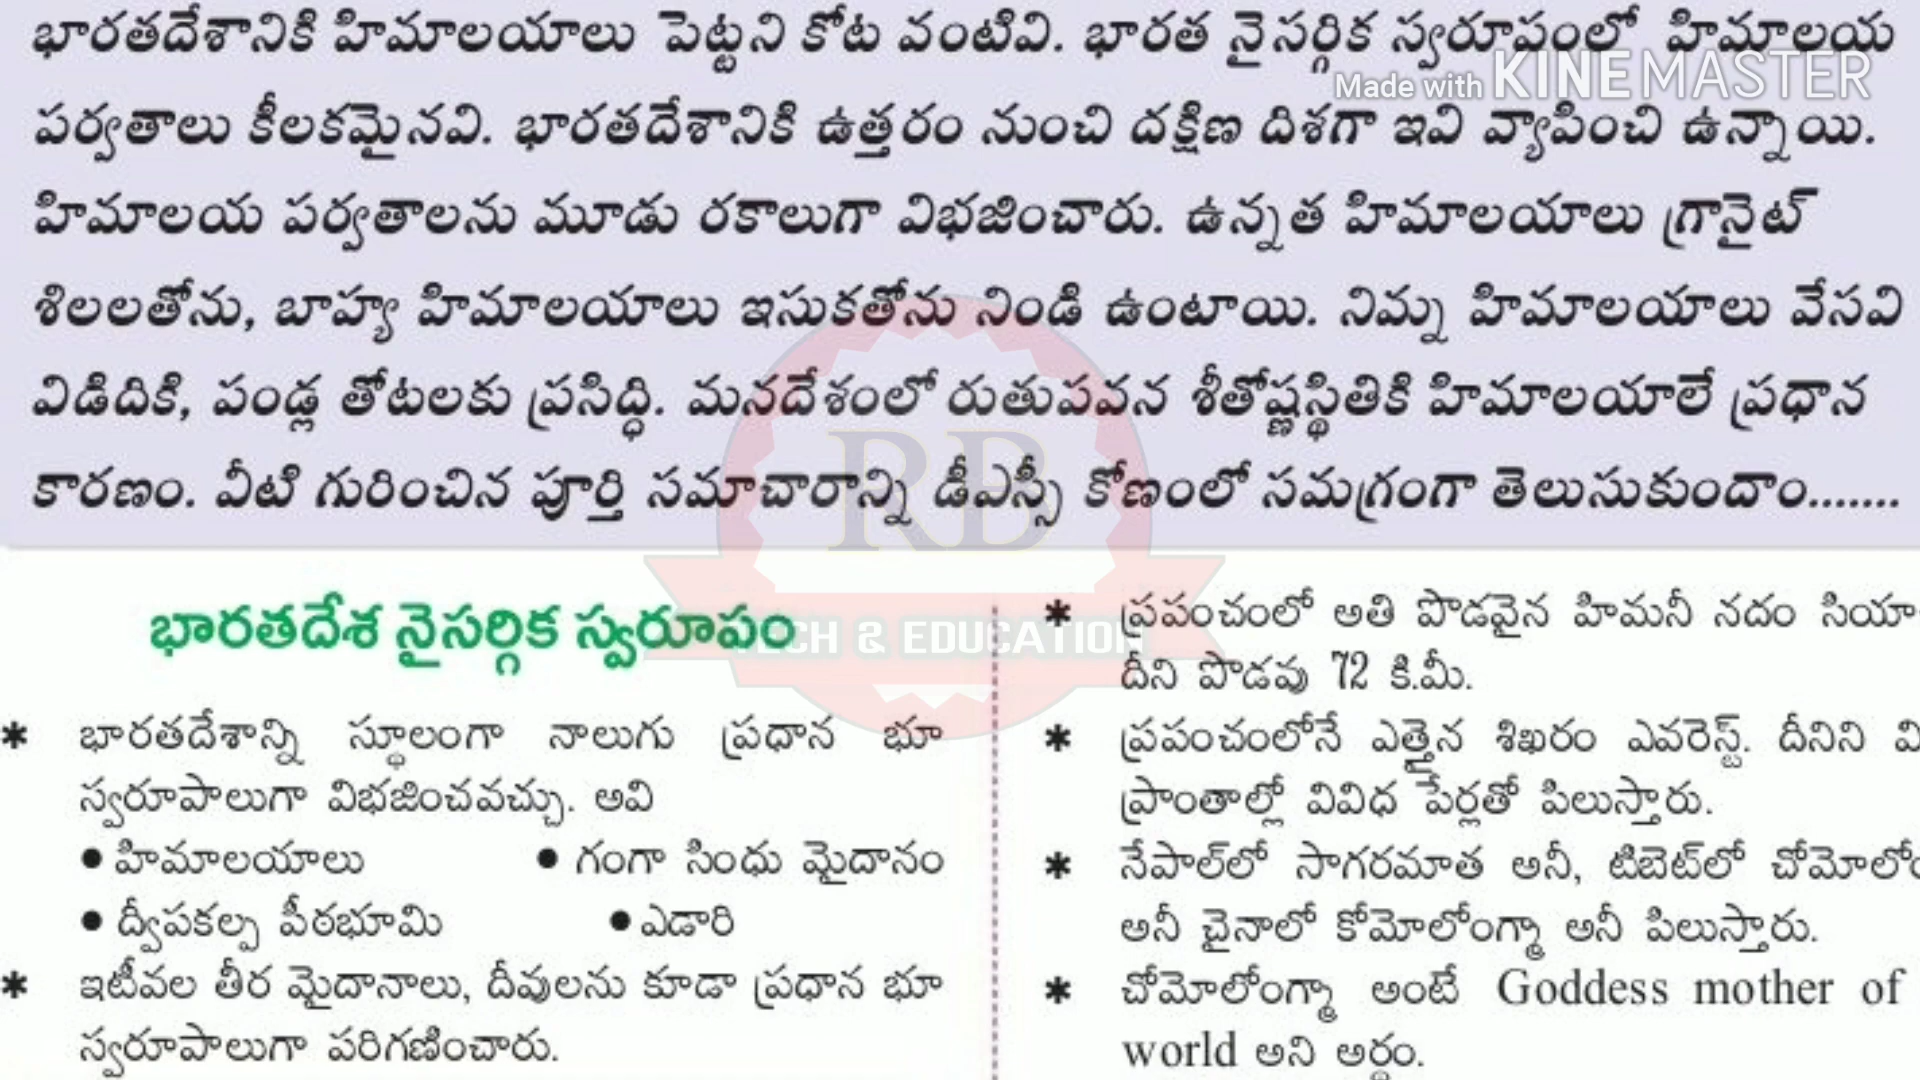 భారతదేశానికి హిమాలయాలు పెట్టని కోట వంటివి. భారత నైసర్గిక స్వరూపంలో హిమాలయ
Made with KINEMASTER
పర్వతాలు కీలకమైనవి. భారతదేశానికి ఉత్తరం నుంచి దక్షిణ దిశగా ఇవి వ్యాపించి ఉన్నాయి.
హిమాలయ పర్వతాలను మూడు రకాలుగా విభజించారు. ఉన్నత హిమాలయాలు గ్రానైట్
శిలలతోను, బాహ్య హిమాలయాలు ఇసుకతోను నిండి ఉంటాయి. నిమ్న హిమాలయాలు వేసవి
విడిదికి, పండ్ల తోటలకు ప్రసిద్ధి. మనదేశంలో రుతుపవన శీతోష్ణస్థితికి హిమాలయాలే ప్రధాన
కారణం. వీటి గురించిన పూర్తి సమాచారాన్ని డీఎస్సీ కోణంలో సమగ్రంగా తెలుసుకుందాం.......
RB
TECH & EDUCATION
భారతదేశ నైసర్గిక స్వరూపం
* భారతదేశాన్ని స్థూలంగా నాలుగు ప్రధాన భూ
స్వరూపాలుగా విభజించవచ్చు. అవి
● హిమాలయాలు ● గంగా సింధు మైదానం
● ద్వీపకల్ప పీఠభూమి ● ఎడారి
* ఇటీవల తీర మైదానాలు, దీవులను కూడా ప్రధాన భూ
స్వరూపాలుగా పరిగణించారు.
* ప్రపంచంలో అతి పొడవైన హిమనీ నదం సియా
దీని పొడవు 72 కి.మీ.
* ప్రపంచంలోనే ఎత్తైన శిఖరం ఎవరెస్ట్. దీనిని వి
ప్రాంతాల్లో వివిధ పేర్లతో పిలుస్తారు.
* నేపాల్‌లో సాగరమాత అనీ, టిబెట్‌లో చోమోలో
అనీ చైనాలో కోమోలోంగ్మా అనీ పిలుస్తారు.
* చోమోలోంగ్మా అంటే Goddess mother of
world అని అర్థం.